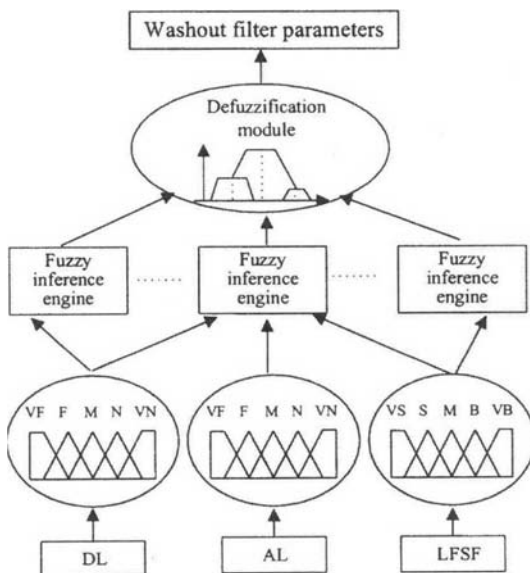 Washout filter parameters
Defuzzification
module
Fuzzy
inference
engine
Fuzzy
inference
engine
Fuzzy
inference
engine
VF F M N VN
VF F M N VN
VS S M B VB
DL
AL
LFSF